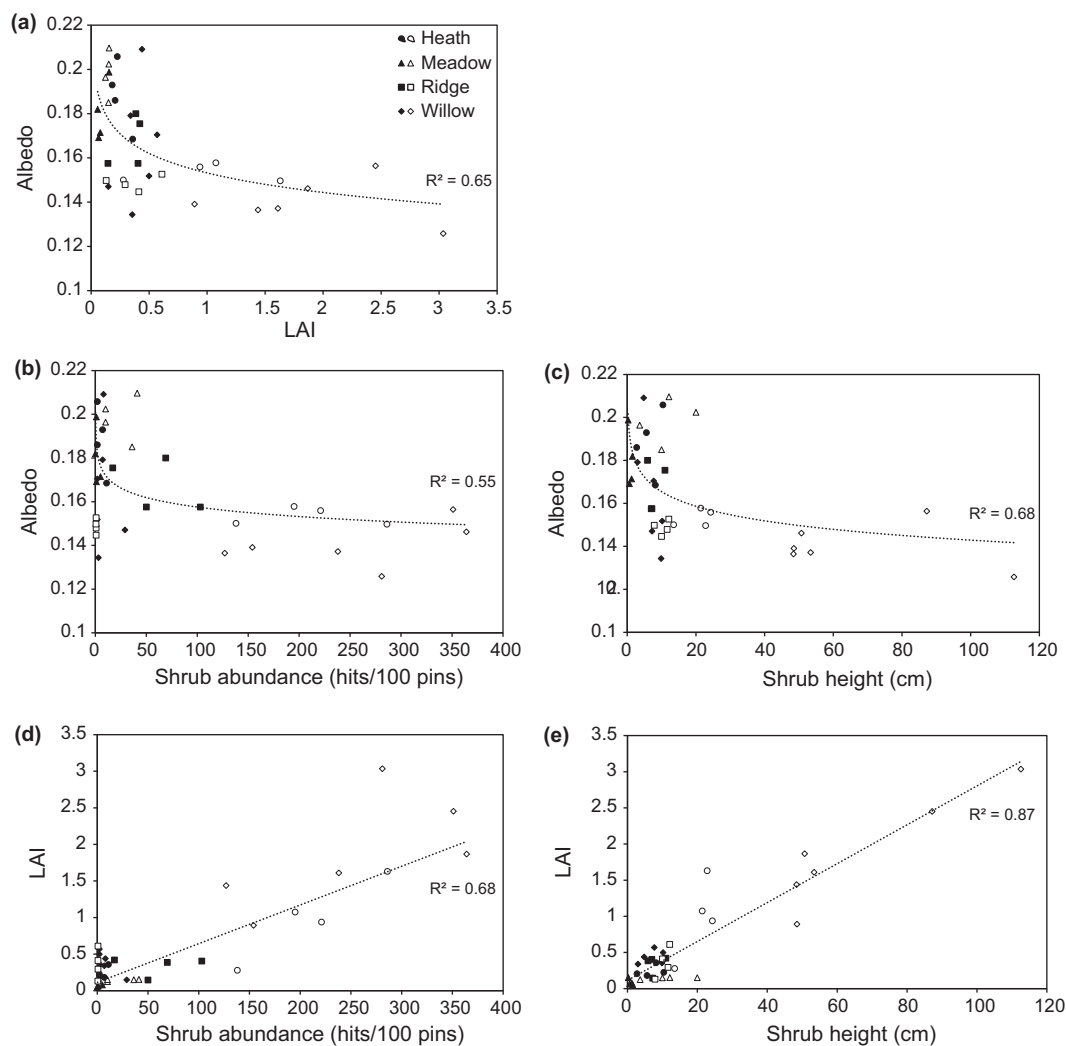 (a)
0.22
0.2
0.18
0.16
0.14
0.12
0.1
Albedo
Heath
Meadow
Ridge
Willow
R² = 0.65
0 0.5 1 1.5 2 2.5 3 3.5
LAI
(b)
0.22
0.2
0.18
0.16
0.14
0.12
0.1
Albedo
R² = 0.55
0 50 100 150 200 250 300 350 400
Shrub abundance (hits/100 pins)
(c)
0.22
0.2
0.18
0.16
0.14
12
0.
0.1
Albedo
R² = 0.68
0 20 40 60 80 100 120
Shrub height (cm)
(d)
3.5
3
2.5
2
1.5
1
0.5
0
LAI
R² = 0.68
0 50 100 150 200 250 300 350 400
Shrub abundance (hits/100 pins)
(e)
3.5
3
2.5
2
1.5
1
0.5
0
LAI
R² = 0.87
0 20 40 60 80 100 120
Shrub height (cm)